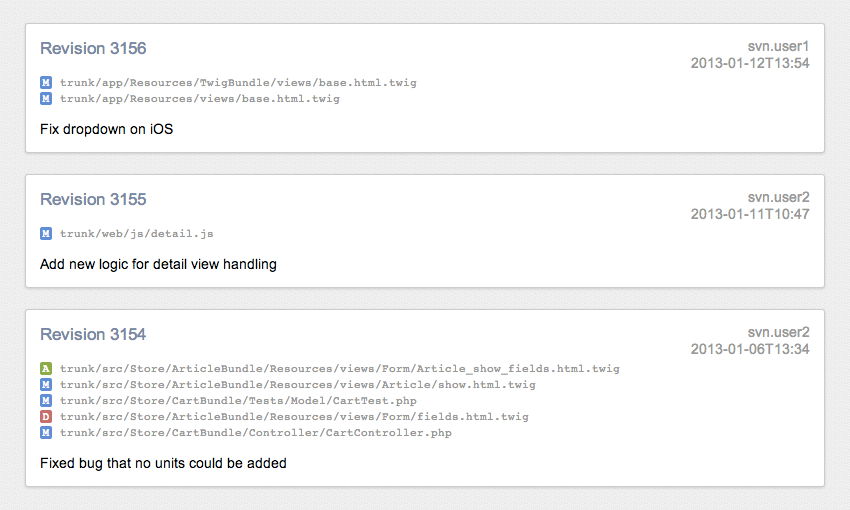 Revision 3156
svn.user1
2013-01-12T13:54
M trunk/app/Resources/TwigBundle/views/base.html.twig
M trunk/app/Resources/views/base.html.twig
Fix dropdown on iOS
Revision 3155
svn.user2
2013-01-11T10:47
M trunk/web/js/detail.js
Add new logic for detail view handling
Revision 3154
svn.user2
2013-01-06T13:34
A trunk/src/Store/ArticleBundle/Resources/views/Form/Article_show_fields.html.twig
M trunk/src/Store/ArticleBundle/Resources/views/Article/show.html.twig
M trunk/src/Store/CartBundle/Tests/Model/CartTest.php
D trunk/src/Store/ArticleBundle/Resources/views/Form/fields.html.twig
M trunk/src/Store/CartBundle/Controller/CartController.php
Fixed bug that no units could be added